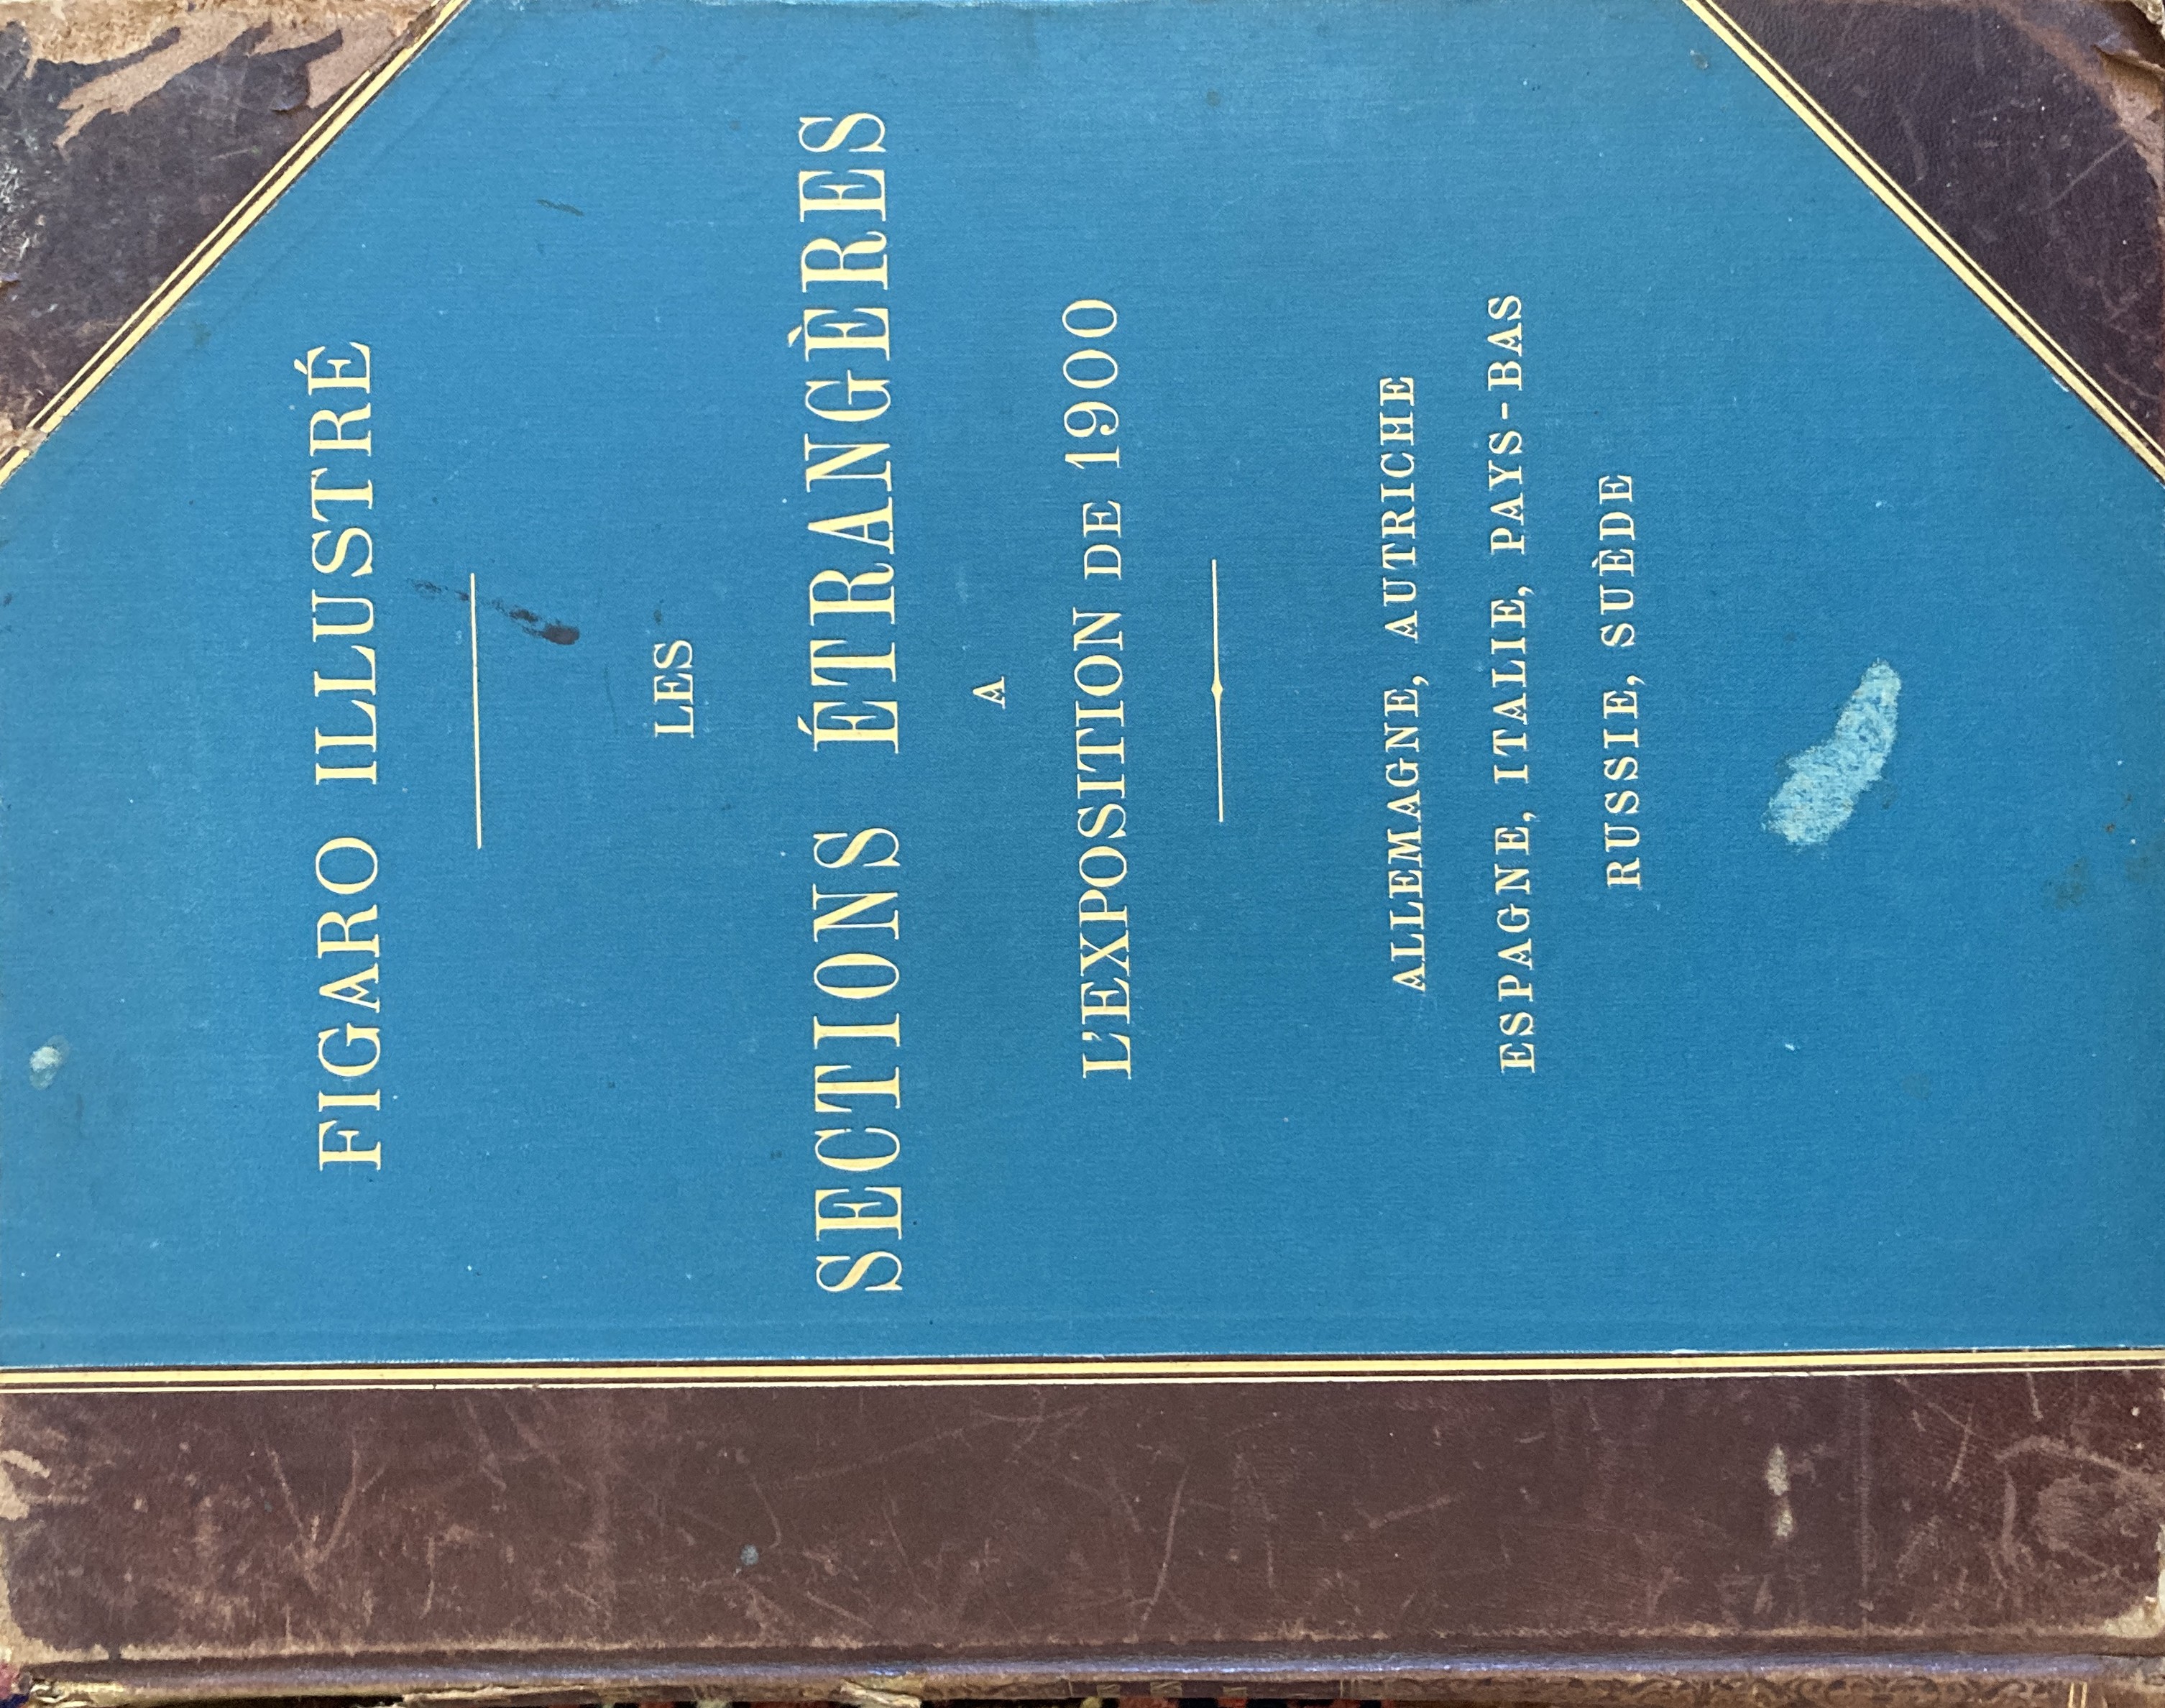 FIGARO ILLUSTRÉ
LES
SECTIONS ÉTRANGÈRES
A
L'EXPOSITION DE 1900
ALLEMAGNE, AUTRICHE
ESPAGNE, ITALIE, PAYS-BAS
RUSSIE, SUÈDE